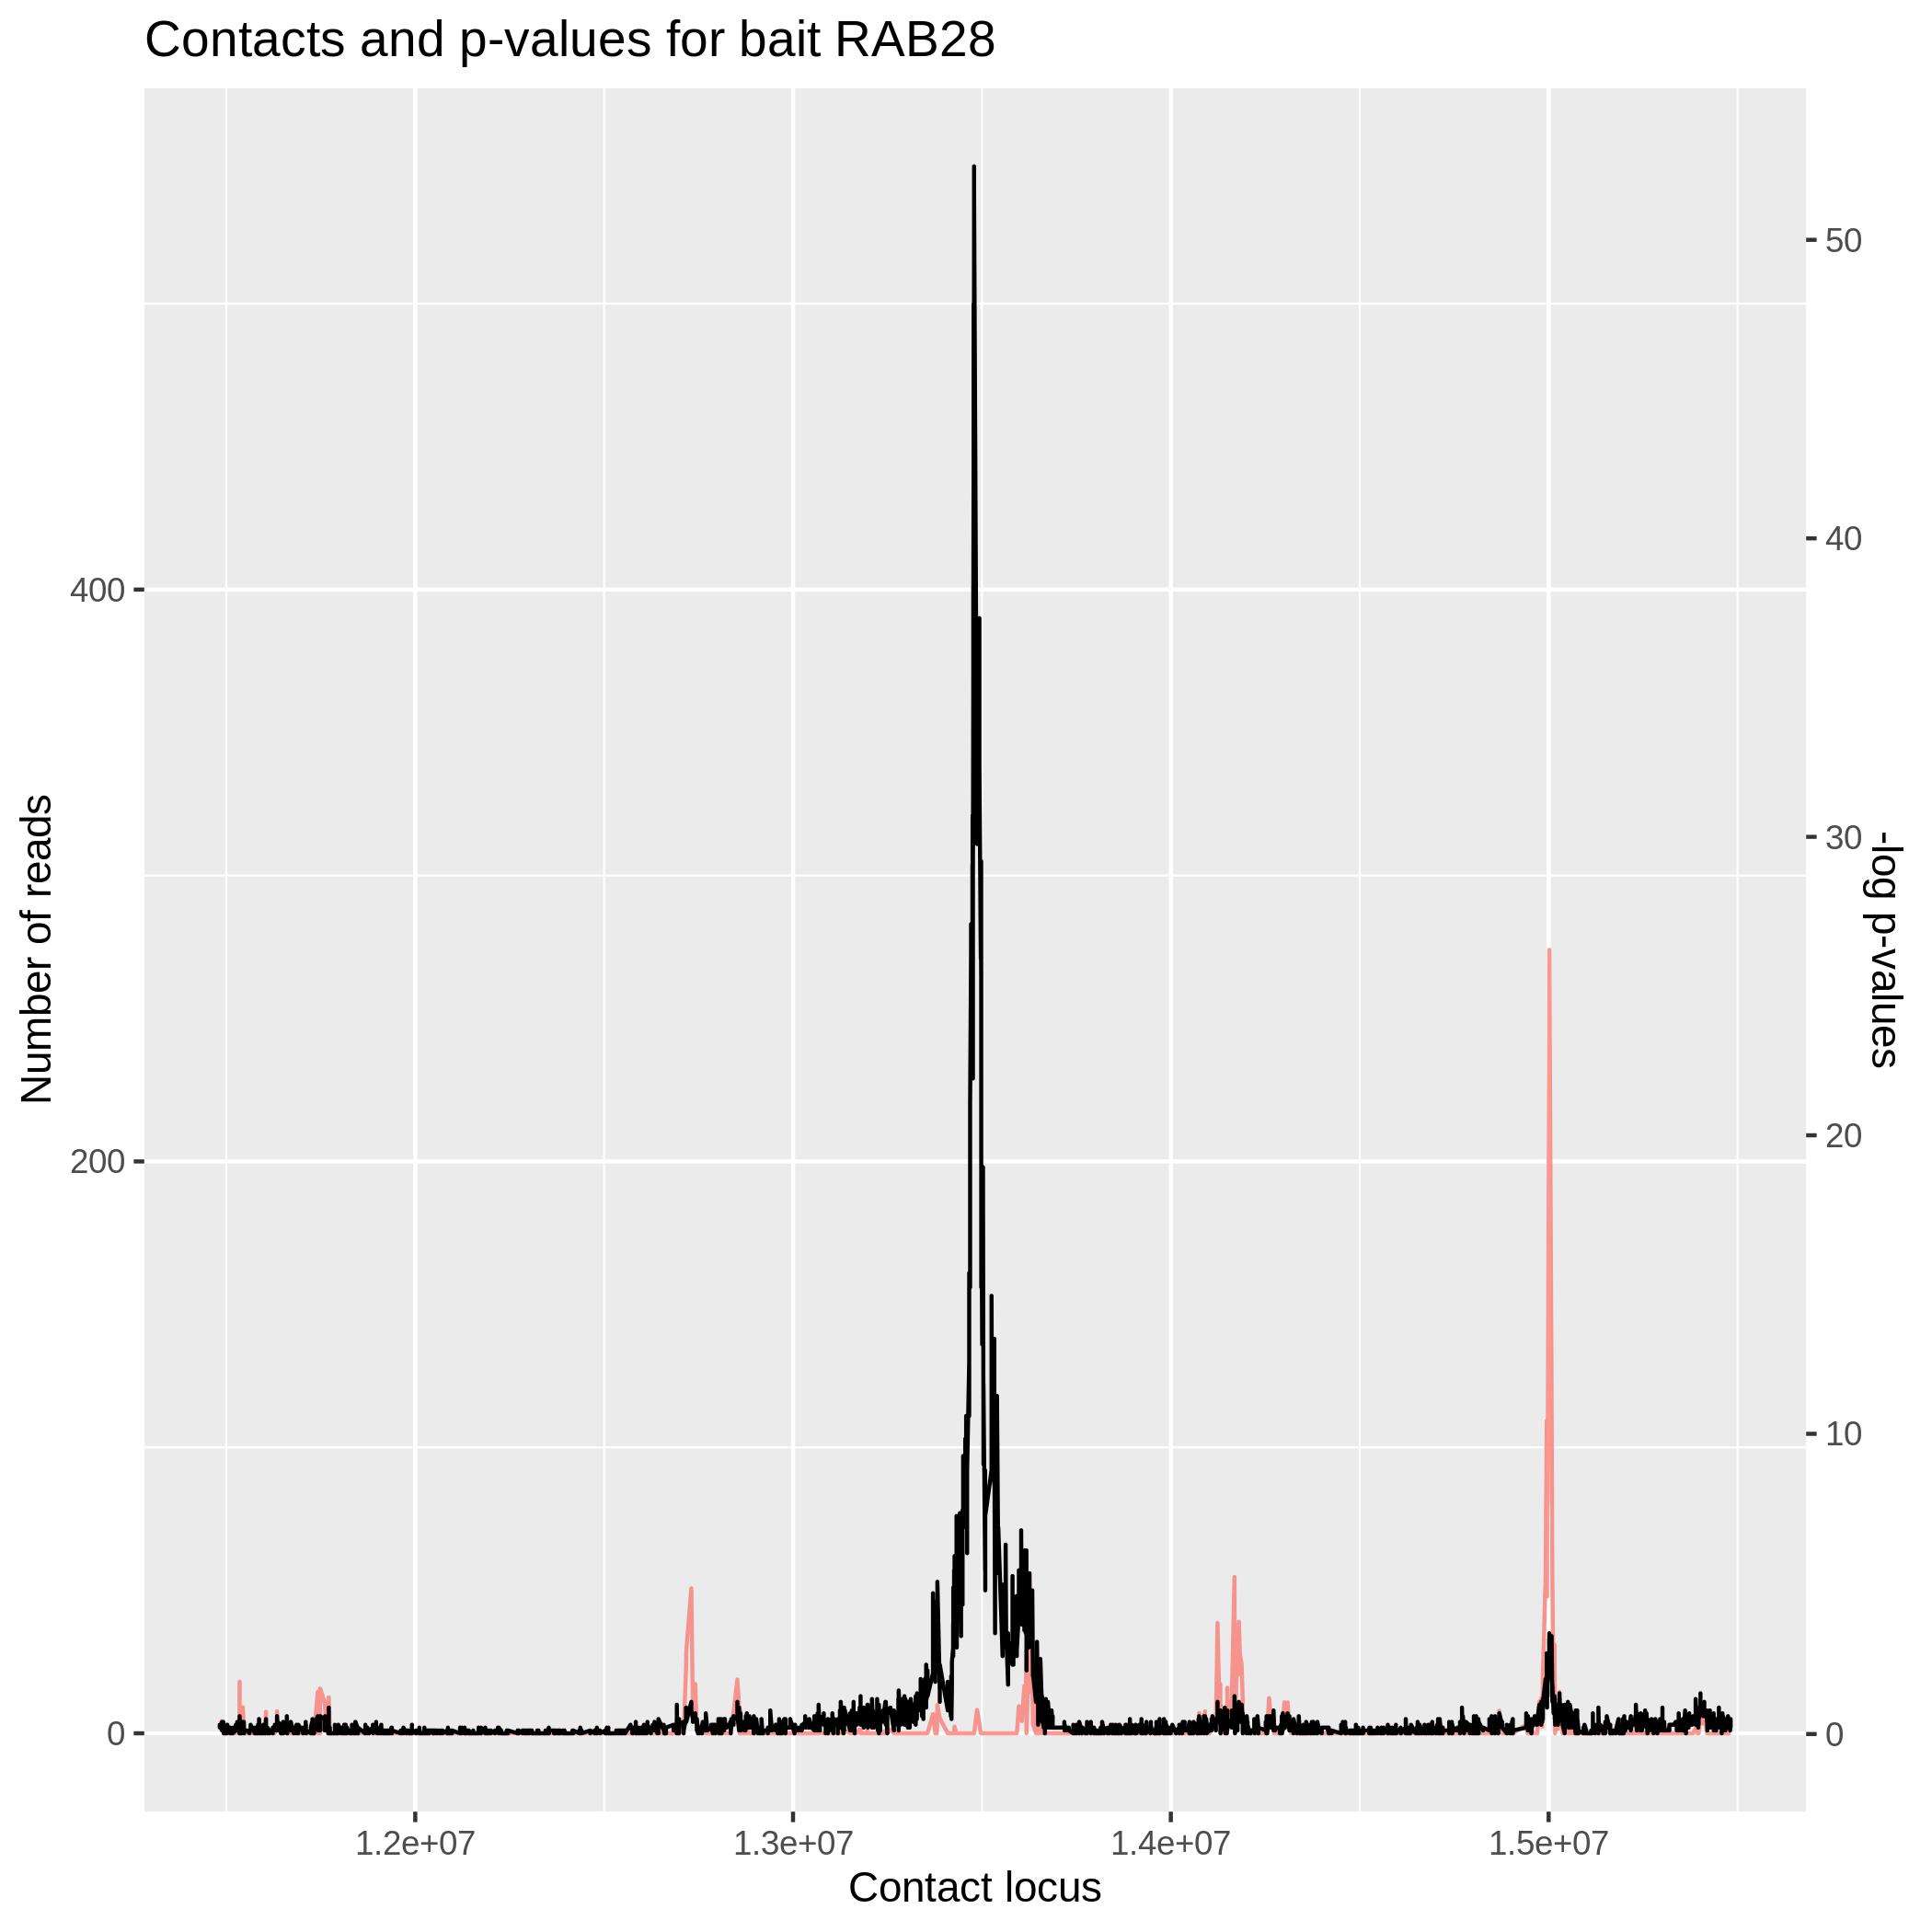 Contacts and p-values for bait RAB28
Number of reads
400
200
0
50
40
30
20
10
0
-log p-values
1.2e+07
1.3e+07
1.4e+07
1.5e+07
Contact locus